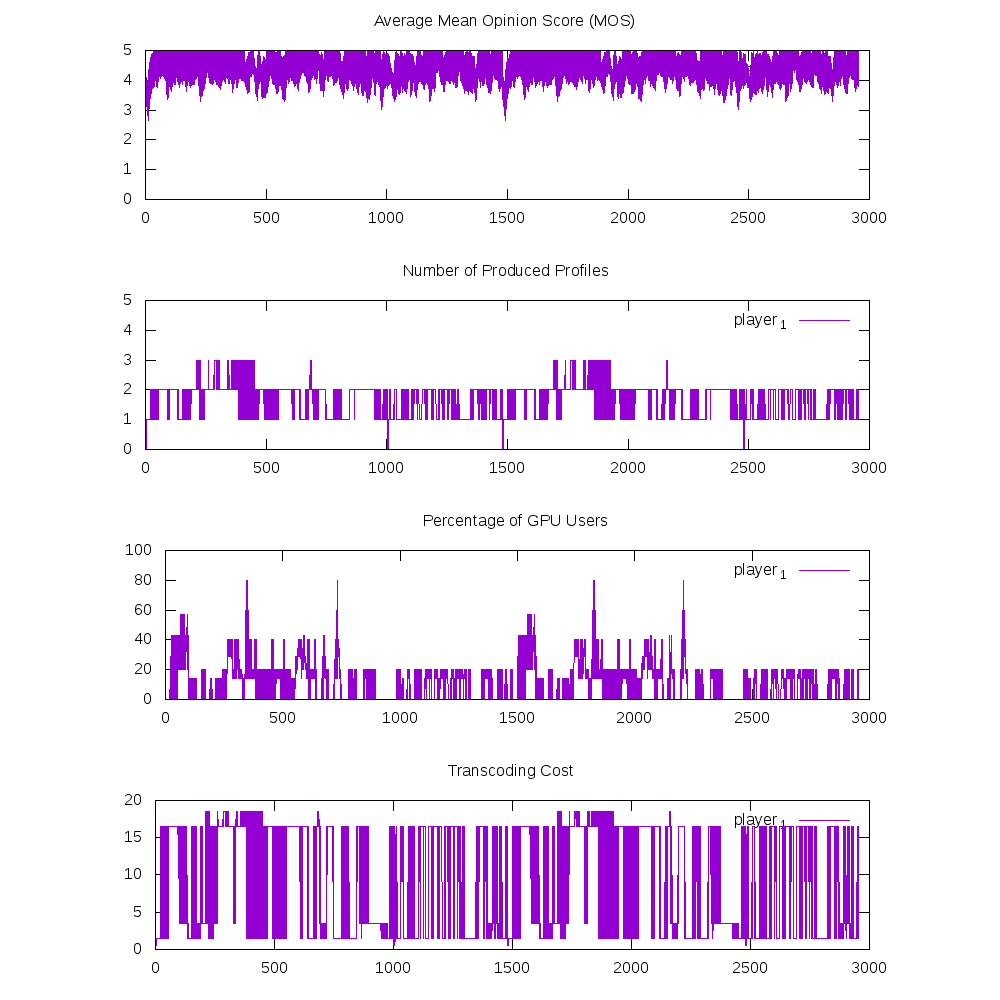 Average Mean Opinion Score (MOS)
5
4
3
2
1
0
0 500 1000 1500 2000 2500 3000
Number of Produced Profiles
5
player 1
4
3
2
1
0
0 500 1000 1500 2000 2500 3000
Percentage of GPU Users
100
player 1
80
60
40
20
0
0 500 1000 1500 2000 2500 3000
Transcoding Cost
20
player 1
15
10
5
0
0 500 1000 1500 2000 2500 3000